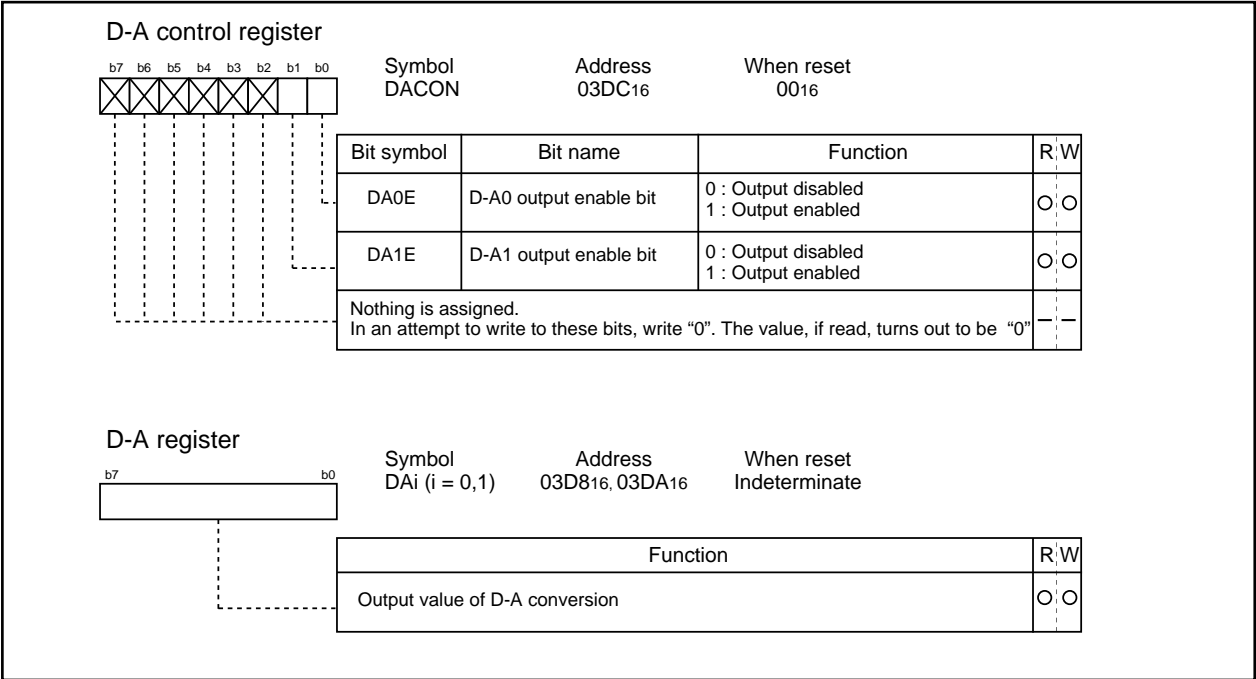 D-A control register
b7 b6 b5 b4 b3 b2 b1 b0
Symbol Address When reset
DACON 03DC16 0016
Bit symbol Bit name Function R W
DA0E D-A0 output enable bit 0 : Output disabled
1 : Output enabled
DA1E D-A1 output enable bit 0 : Output disabled
1 : Output enabled
Nothing is assigned.
In an attempt to write to these bits, write “0”. The value, if read, turns out to be “0”
D-A register
b7 b0
Symbol Address When reset
DAi (i = 0,1) 03D816, 03DA16 Indeterminate
Function R W
Output value of D-A conversion